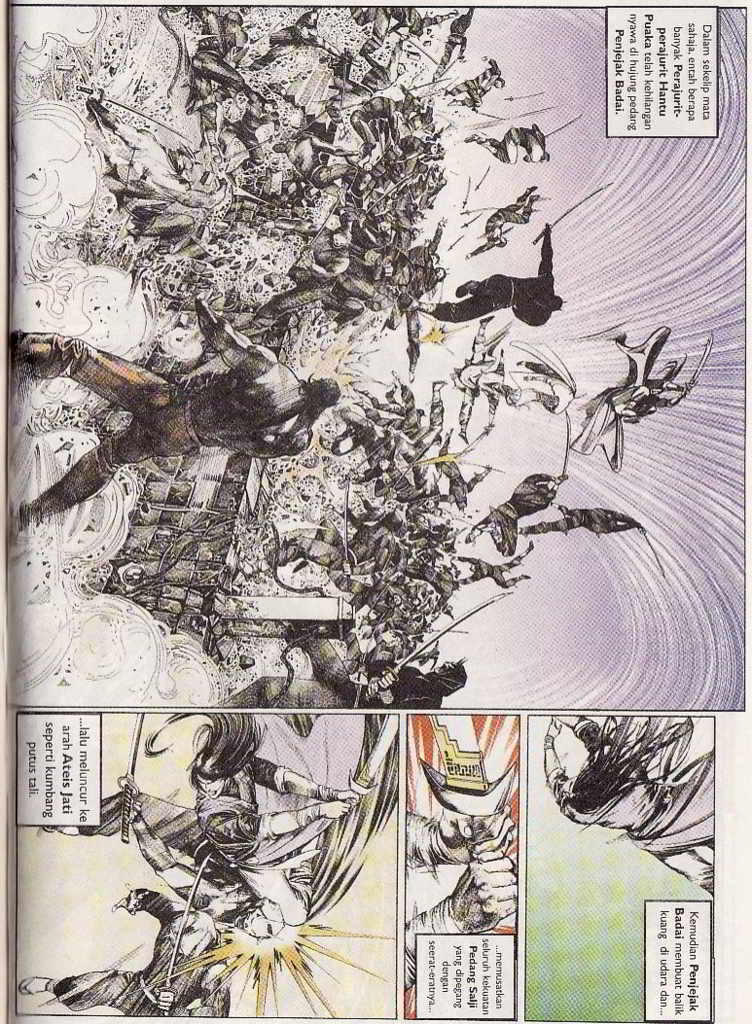 Dalam sekelip mata
sahaja, entah berapa
banyak Perajurit-
perajurit Hantu
Puaka telah kehilangan
nyawa di hujung pedang
Penjejak Badai.
Kemudian Penjejak
Badai membuat balik
kuang di udara dan...
...memusatkan
seluruh kekuatan
Pedang Salji
yang dipegang
dengan
seerat-eratnya...
...lalu meluncur ke
arah Ateis Jati
seperti kumbang
putus tali.